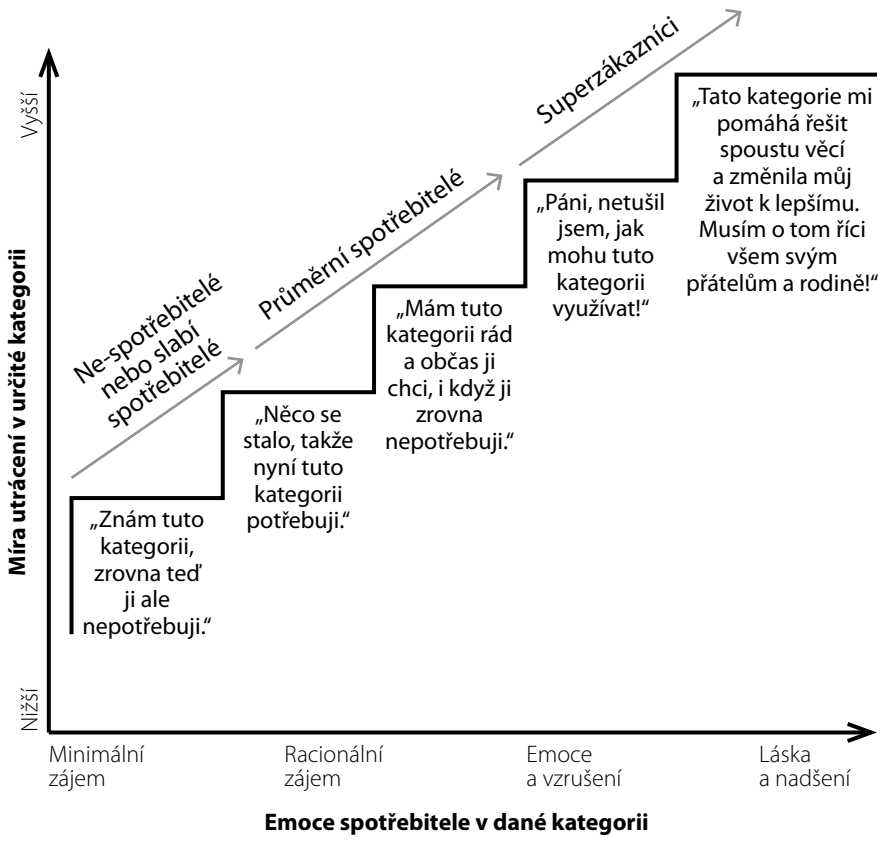 Míra utrácení v určité kategorii
Vyšší
Nižší
Ne-spotřebitelé
nebo slabí
spotřebitelé
Průměrní spotřebitelé
Superzákazníci
„Znám tuto
kategorii,
zrovna teď
ji ale
nepotřebuji.“
„Něco se
stalo, takže
nyní tuto
kategorii
potřebuji.“
„Mám tuto
kategorii rád
a občas ji
chci, i když ji
zrovna
nepotřebuji.“
„Páni, netušil
jsem, jak
mohu tuto
kategorii
využívat!“
„Tato kategorie mi
pomáhá řešit
spoustu věcí
a změnila můj
život k lepšímu.
Musím o tom říci
všem svým
přátelům a rodině!“
Minimální
zájem
Racionální
zájem
Emoce
a vzrušení
Láska
a nadšení
Emoce spotřebitele v dané kategorii